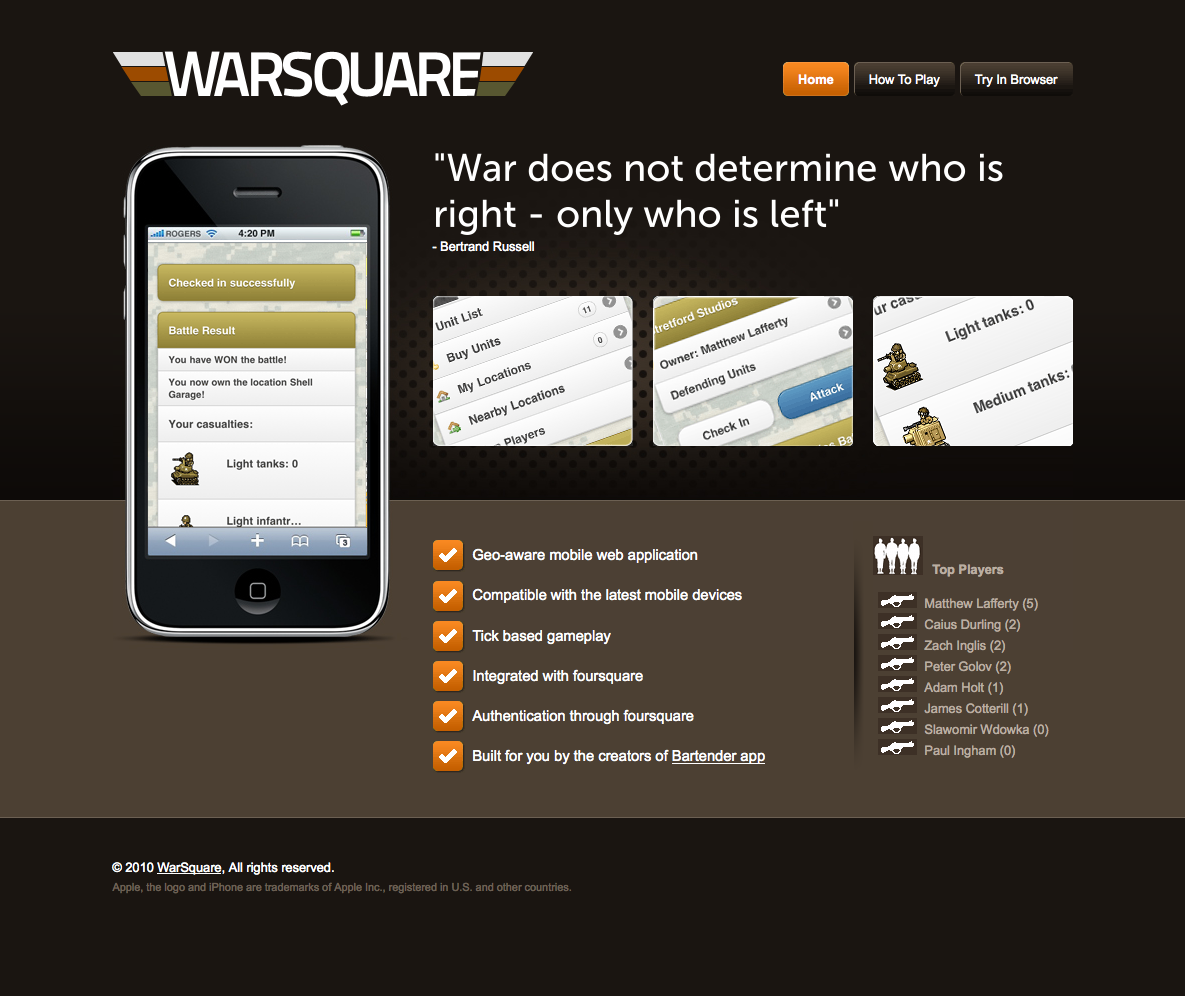 WARSQUARE
Home
How To Play
Try In Browser
"War does not determine who is
right - only who is left"
- Bertrand Russell
ROGERS
4:20 PM
Checked in successfully
Battle Result
You have WON the battle!
You now own the location Shell
Garage!
Your casualties:
Light tanks: 0
Light infantr...
3
Unit List
11
Buy Units
0
My Locations
Nearby Locations
Players
Stretford Studios
Owner: Matthew Lafferty
Defending Units
Attack
Check In
Light tanks: 0
Medium tanks:
Geo-aware mobile web application
Compatible with the latest mobile devices
Tick based gameplay
Integrated with foursquare
Authentication through foursquare
Built for you by the creators of Bartender app
Top Players
Matthew Lafferty (5)
Caius Durling (2)
Zach Inglis (2)
Peter Golov (2)
Adam Holt (1)
James Cotterill (1)
Slawomir Wdowka (0)
Paul Ingham (0)
© 2010 WarSquare, All rights reserved.
Apple, the logo and iPhone are trademarks of Apple Inc., registered in U.S. and other countries.